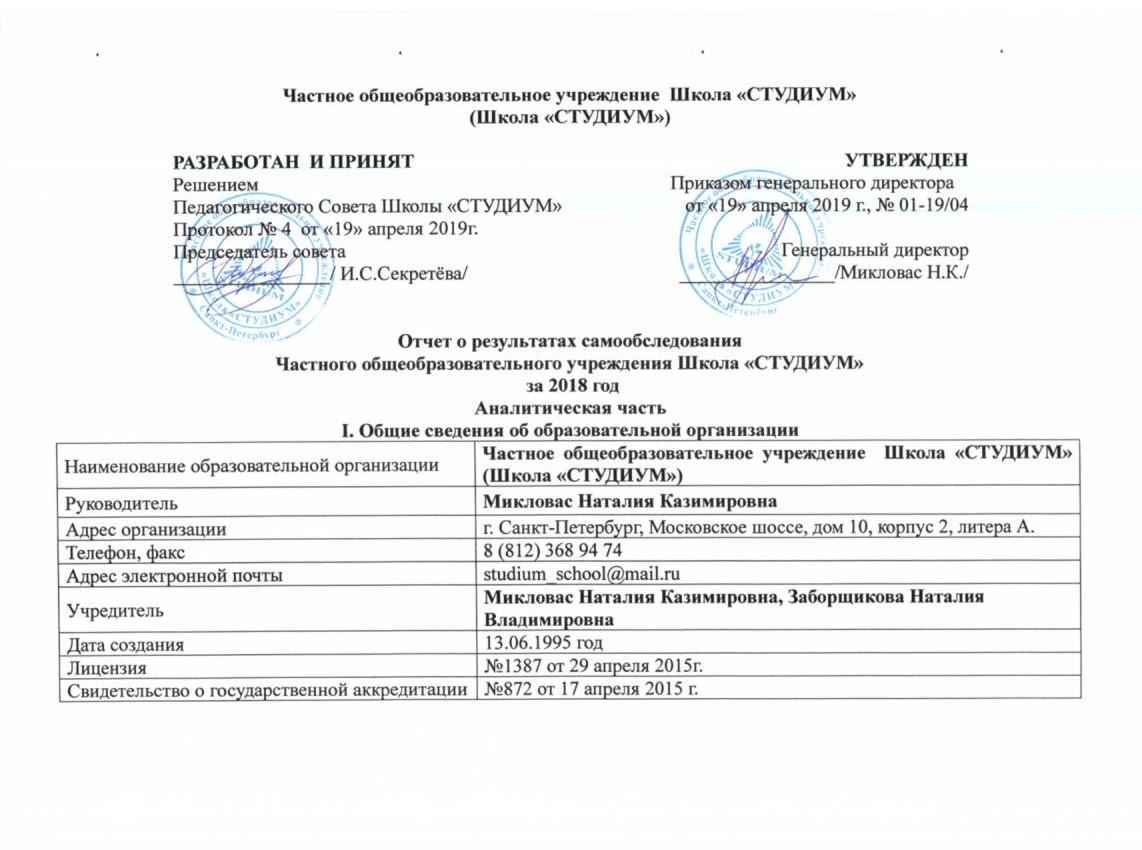 Частное общеобразовательное учреждение Школа «СТУДИУМ»
(Школа «СТУДИУМ»)
РАЗРАБОТАН И ПРИНЯТ
Решением
Педагогического Совета Школы «СТУДИУМ»
Протокол № 4 от «19» апреля 2019г.
Председатель совета
/ И.С.Секретёва/
УТВЕРЖДЕН
Приказом генерального директора
от «19» апреля 2019 г., № 01-19/04
Генеральный директор
/Микловас Н.К./
Отчет о результатах самообследования
Частного общеобразовательного учреждения Школа «СТУДИУМ»
за 2018 год
Аналитическая часть
I. Общие сведения об образовательной организации
Наименование образовательной организации
Частное общеобразовательное учреждение Школа «СТУДИУМ»
(Школа «СТУДИУМ»)
Руководитель
Микловас Наталия Казимировна
Адрес организации
г. Санкт-Петербург, Московское шоссе, дом 10, корпус 2, литера А.
Телефон, факс
8 (812) 368 94 74
Адрес электронной почты
studium_school@mail.ru
Учредитель
Микловас Наталия Казимировна, Заборщикова Наталия
Владимировна
Дата создания
13.06.1995 год
Лицензия
№1387 от 29 апреля 2015г.
Свидетельство о государственной аккредитации
№872 от 17 апреля 2015 г.